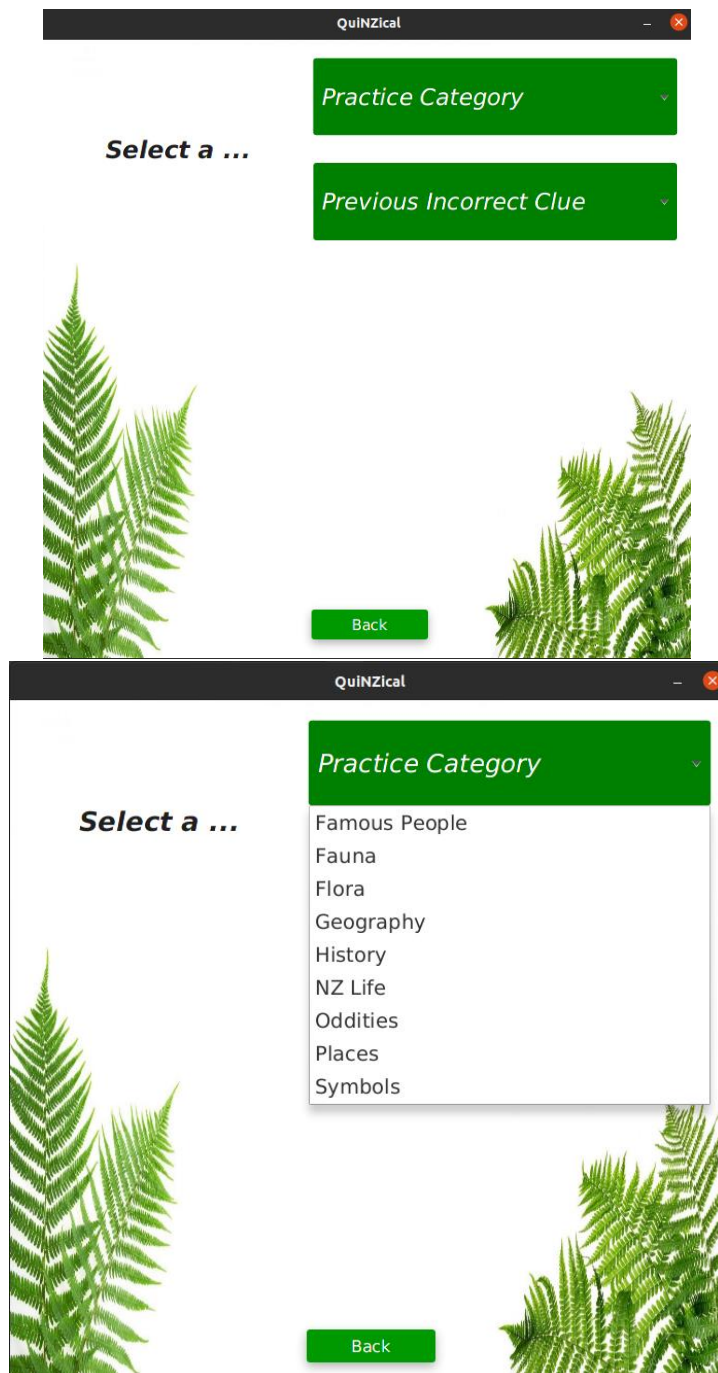 QuiNZical
Practice Category
Select a ...
Previous Incorrect Clue
Back
QuiNZical
Practice Category
Select a ...
Famous People
Fauna
Flora
Geography
History
NZ Life
Oddities
Places
Symbols
Back